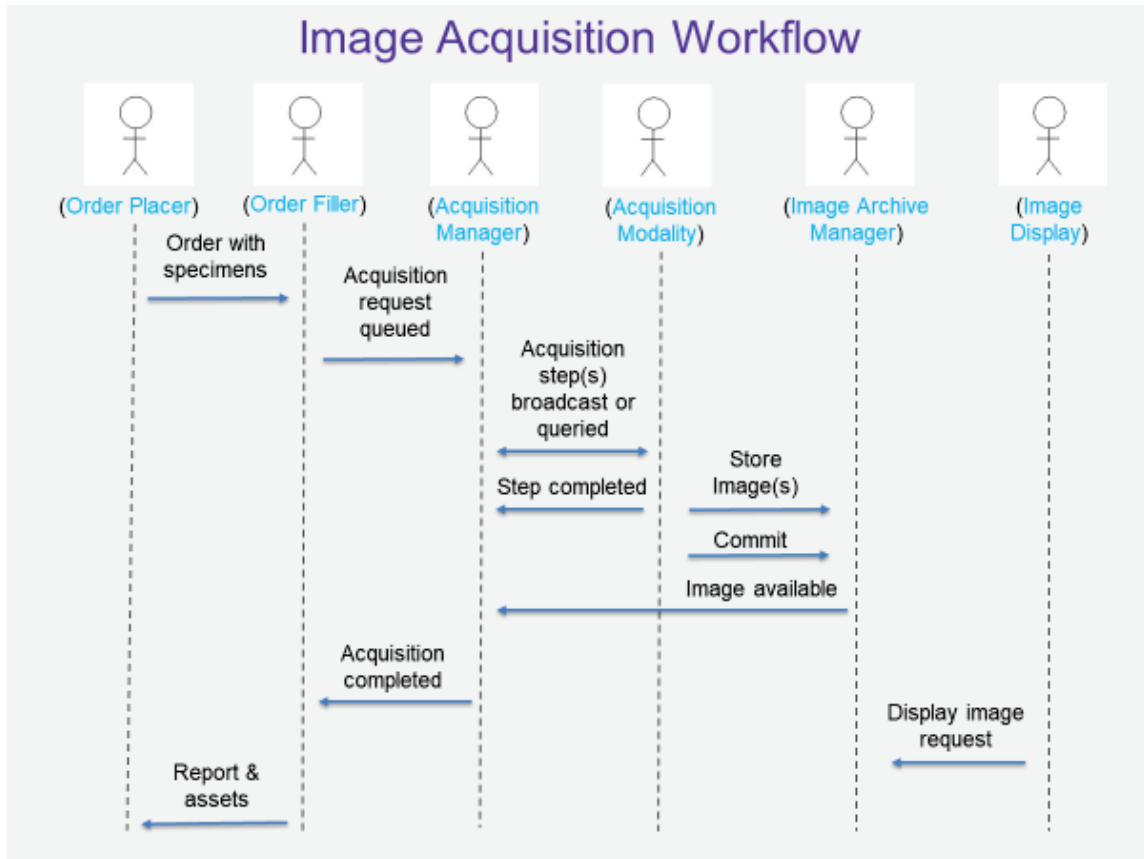 Image Acquisition Workflow
(Order Placer)
(Order Filler)
(Acquisition
Manager)
(Acquisition
Modality)
(Image Archive
Manager)
(Image
Display)
Order with
specimens
Acquisition
request
queued
Acquisition
step(s)
broadcast or
queried
Store
Image(s)
Step completed
Commit
Image available
Acquisition
completed
Display image
request
Report &
assets